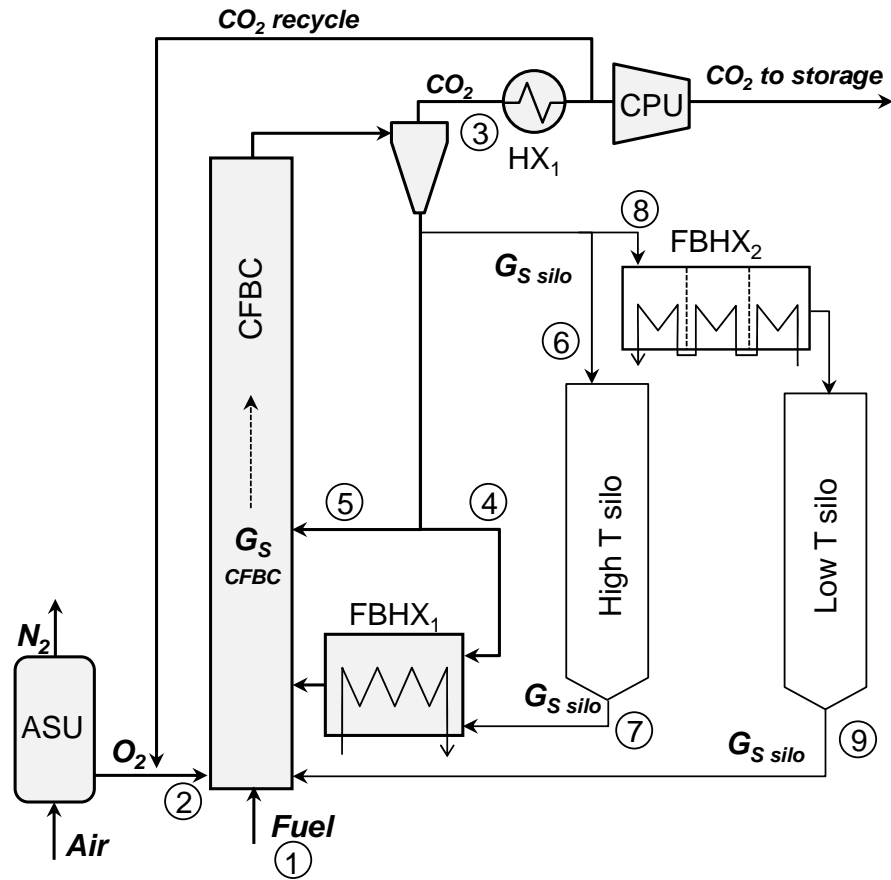 CO2 recycle
CO2
CO2 to storage
CPU
3
HX1
8
FBHX2
GS silo
6
CFBC
5
4
GS
CFBC
High T silo
Low T silo
FBHX1
N2
ASU
O2
GS silo
7
GS silo
9
2
Fuel
Air
1